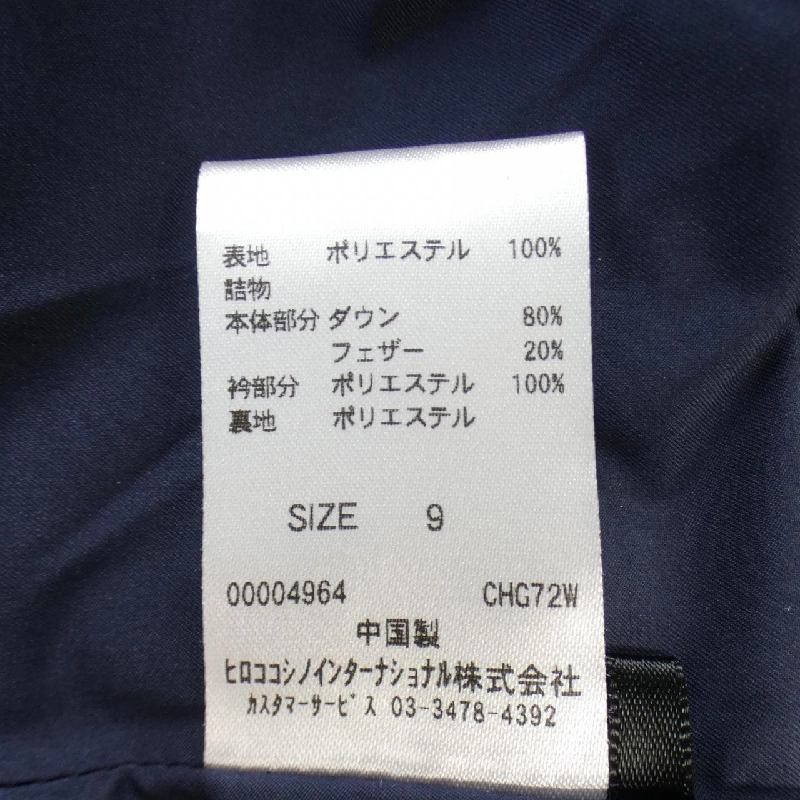 表地 ポリエステル 100%
詰物
本体部分 ダウン 80%
フェザー 20%
衿部分 ポリエステル 100%
裏地 ポリエステル
SIZE 9
00004964 CHG72W
中国製
ヒロココシノインターナショナル株式会社
カスタマーサービス 03-3478-4392